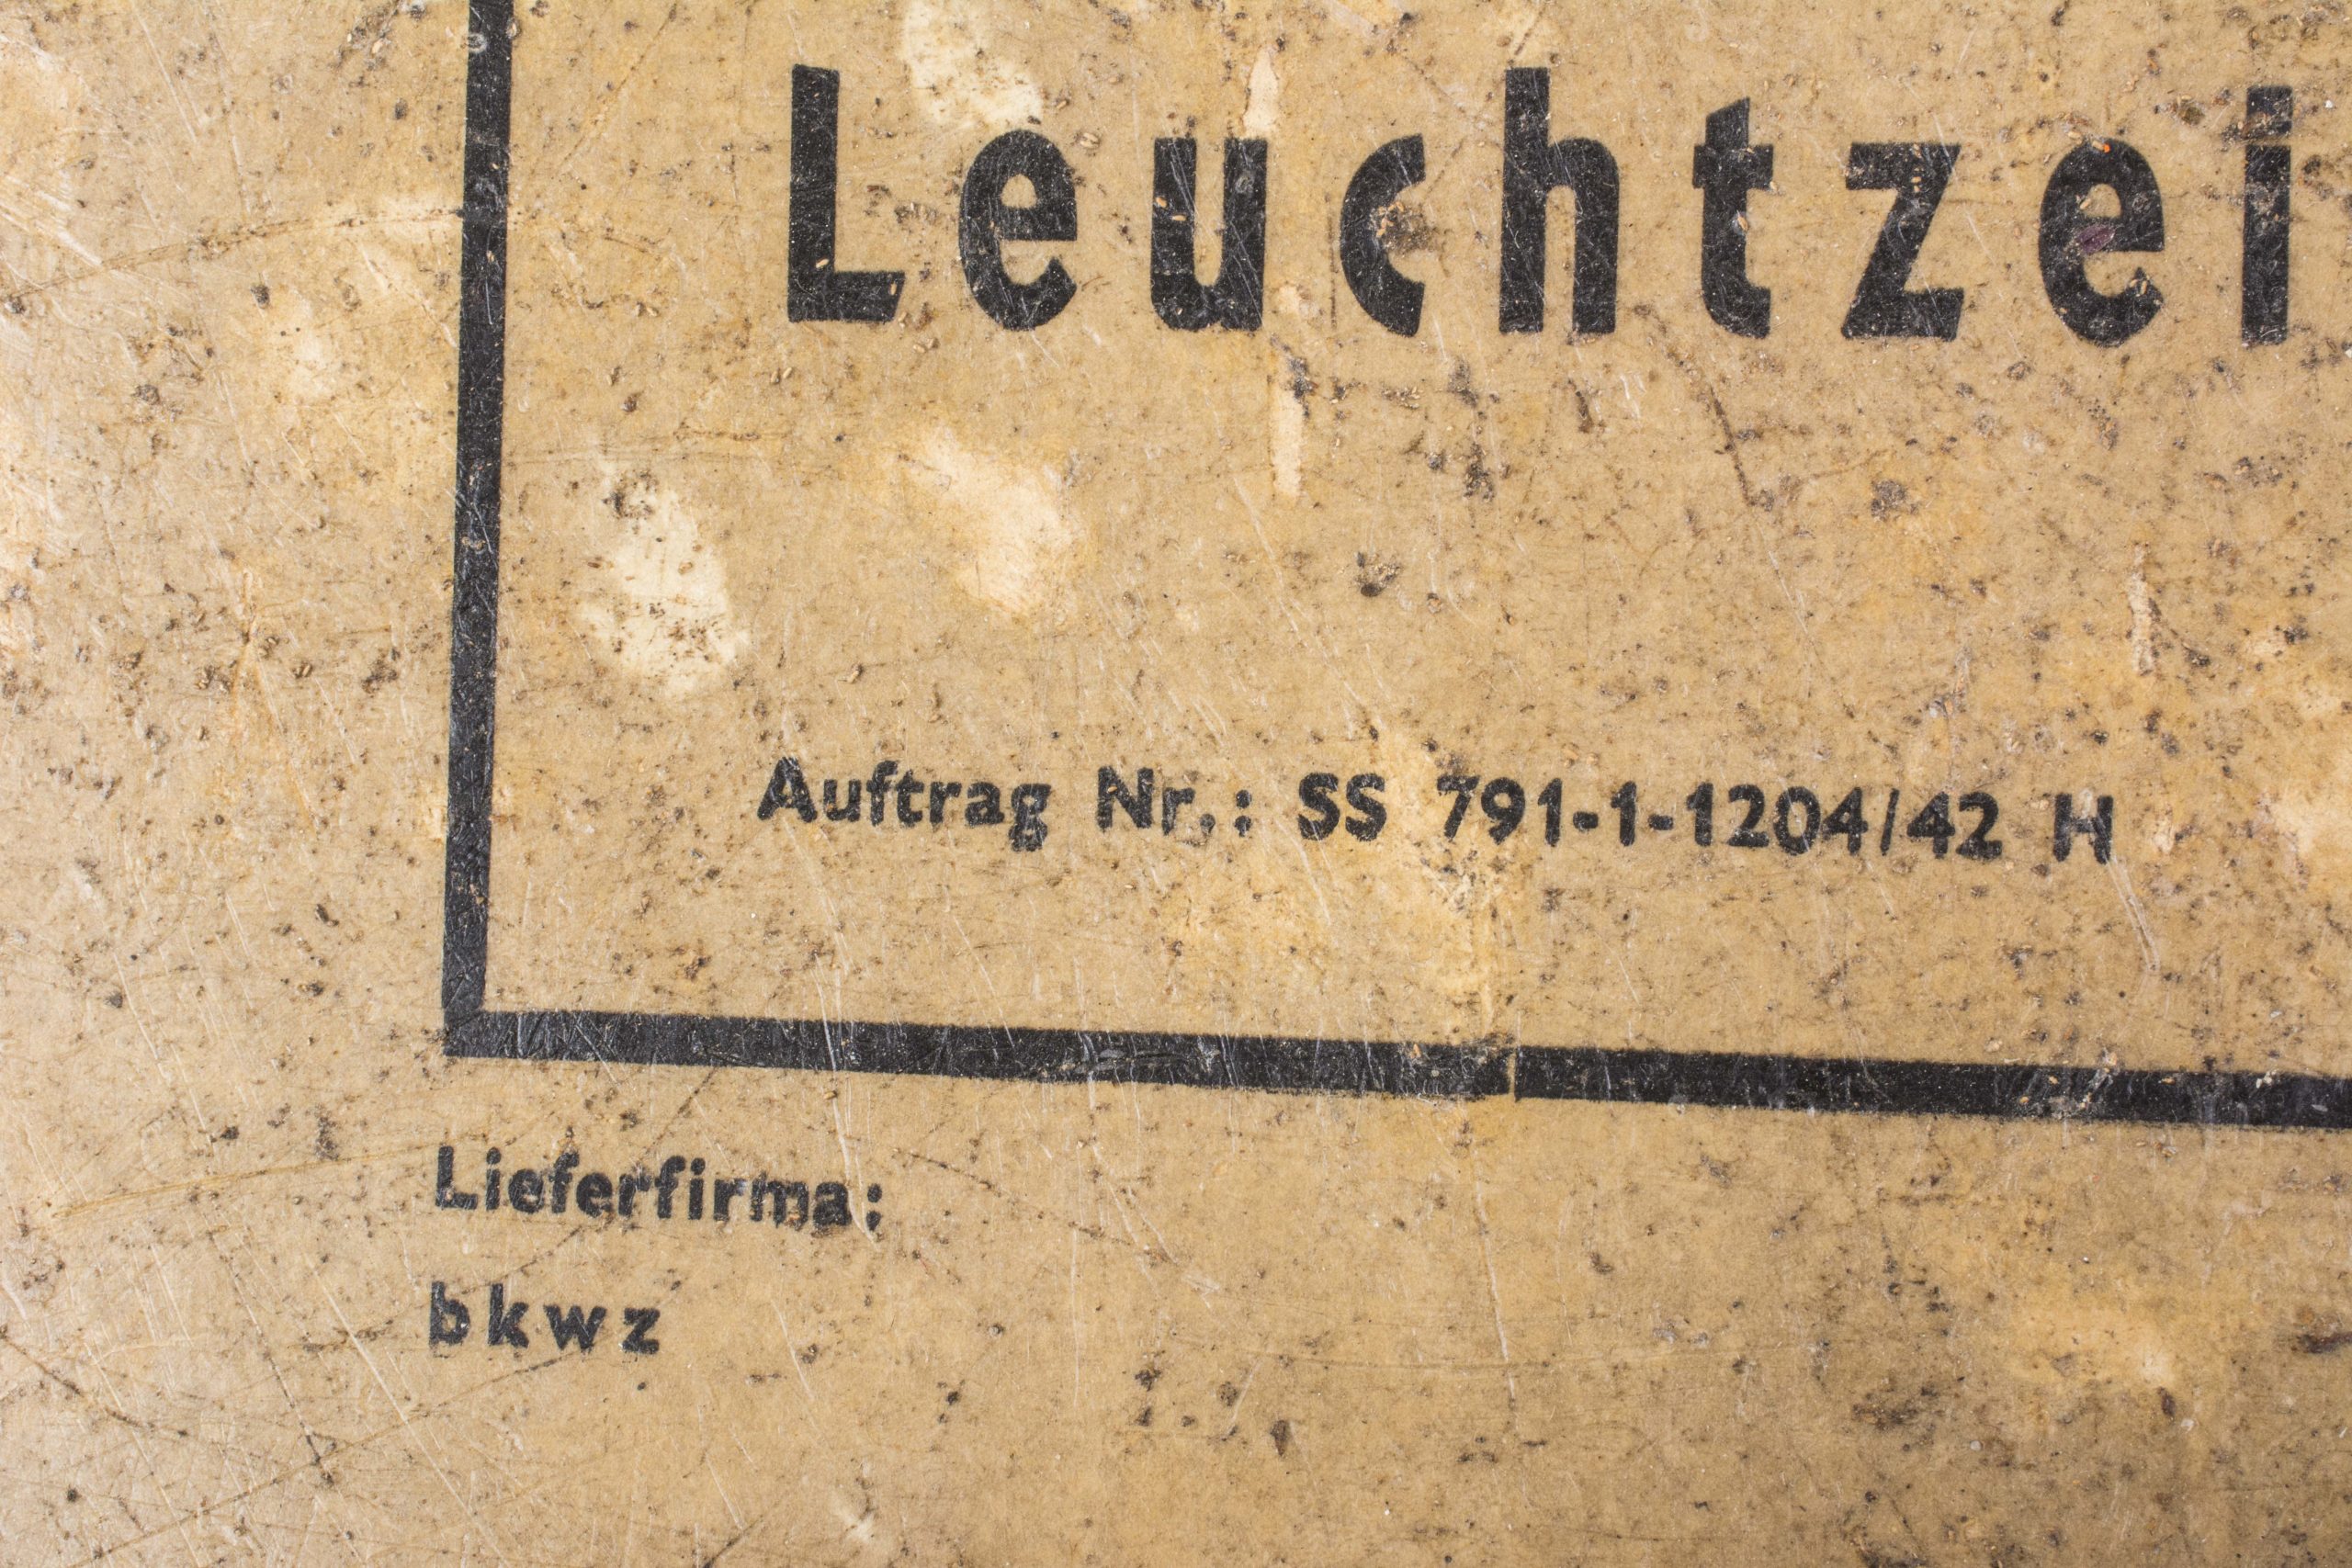 Leuchtzei
Auftrag Nr.: SS 791-1-1204/42 H
Lieferfirma:
bkwz